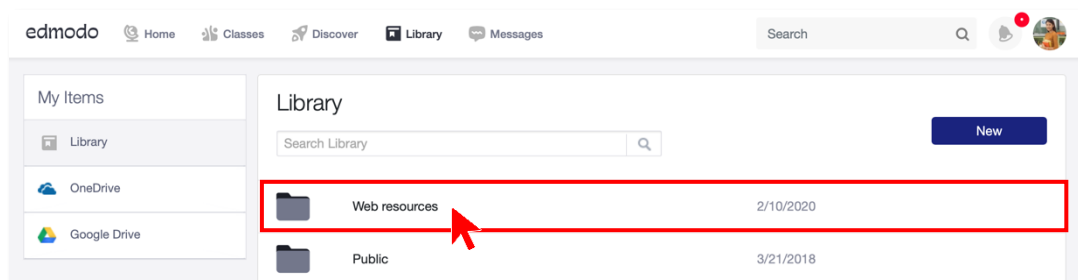 edmodo Home Classes Discover Library Messages Search
My Items
Library
OneDrive
Google Drive
Library
Search Library
New
Web resources 2/10/2020
Public 3/21/2018